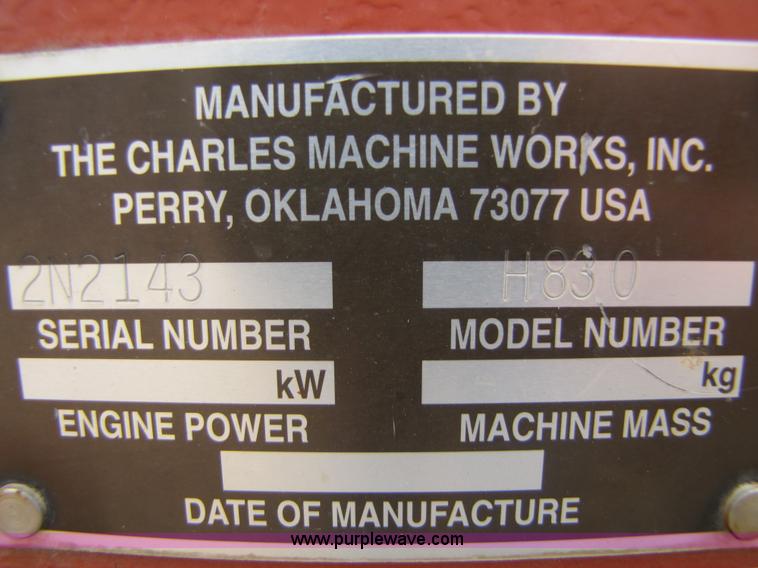 MANUFACTURED BY
THE CHARLES MACHINE WORKS, INC.
PERRY, OKLAHOMA 73077 USA
2N2143 H830
SERIAL NUMBER MODEL NUMBER
kW kg
ENGINE POWER MACHINE MASS
DATE OF MANUFACTURE
www.purplewave.com